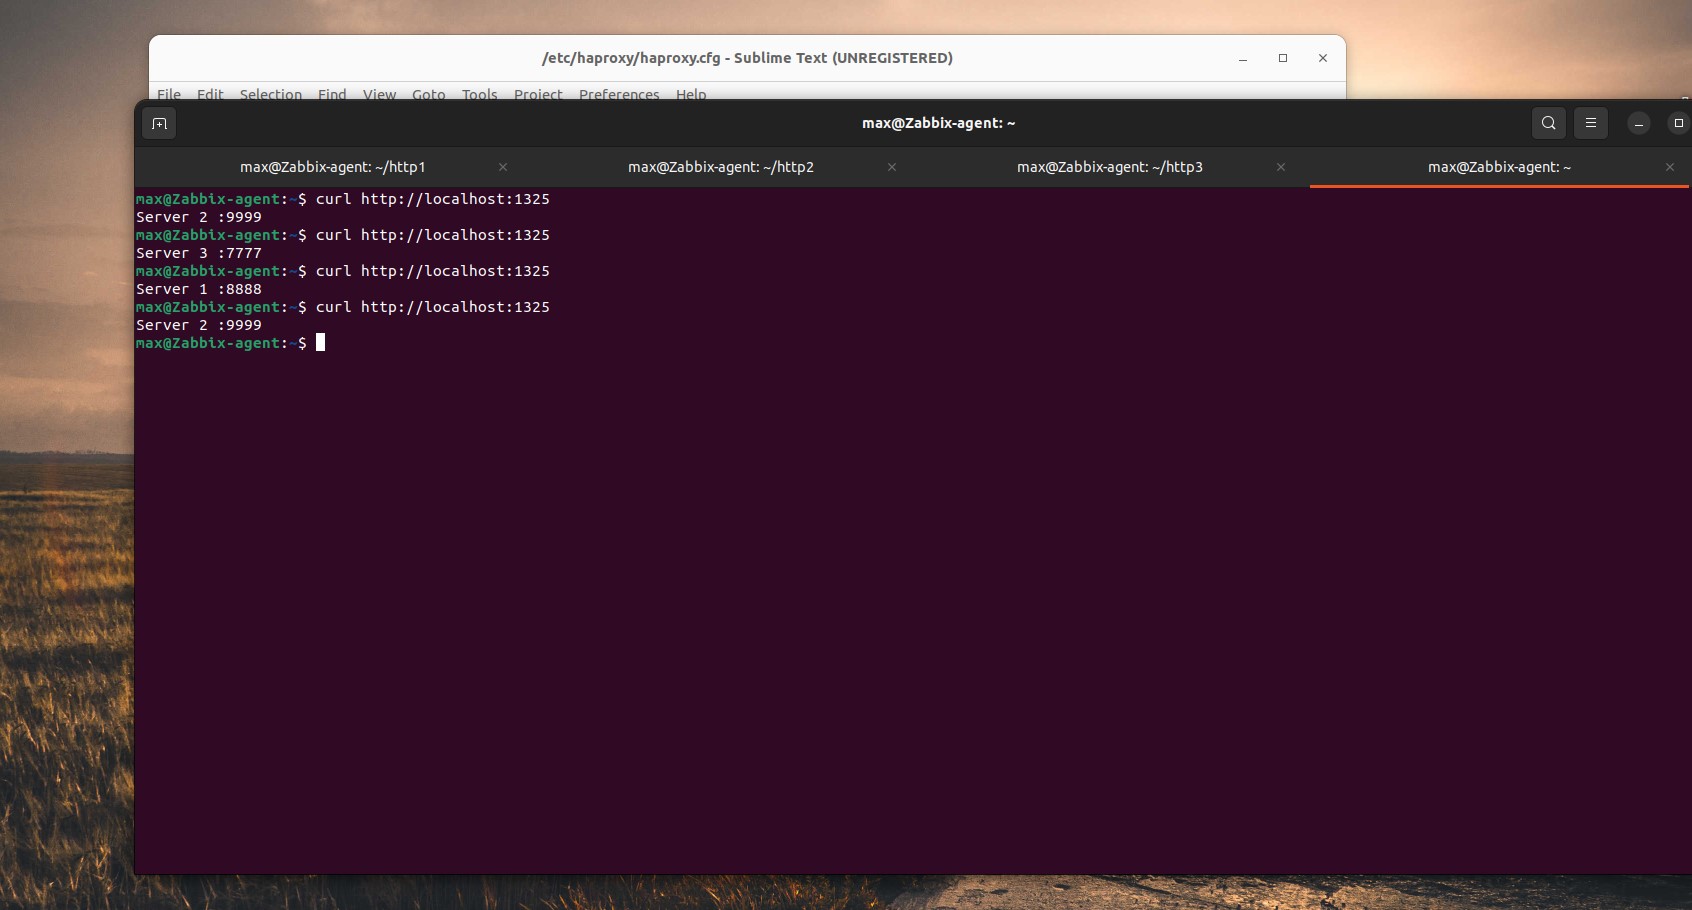 /etc/haproxy/haproxy.cfg - Sublime Text (UNREGISTERED)
File Edit Selection Find View Goto Tools Project Preferences Help
max@Zabbix-agent: ~
max@Zabbix-agent: ~/http1 max@Zabbix-agent: ~/http2 max@Zabbix-agent: ~/http3 max@Zabbix-agent: ~
max@Zabbix-agent:~$ curl http://localhost:1325
Server 2 :9999
max@Zabbix-agent:~$ curl http://localhost:1325
Server 3 :7777
max@Zabbix-agent:~$ curl http://localhost:1325
Server 1 :8888
max@Zabbix-agent:~$ curl http://localhost:1325
Server 2 :9999
max@Zabbix-agent:~$